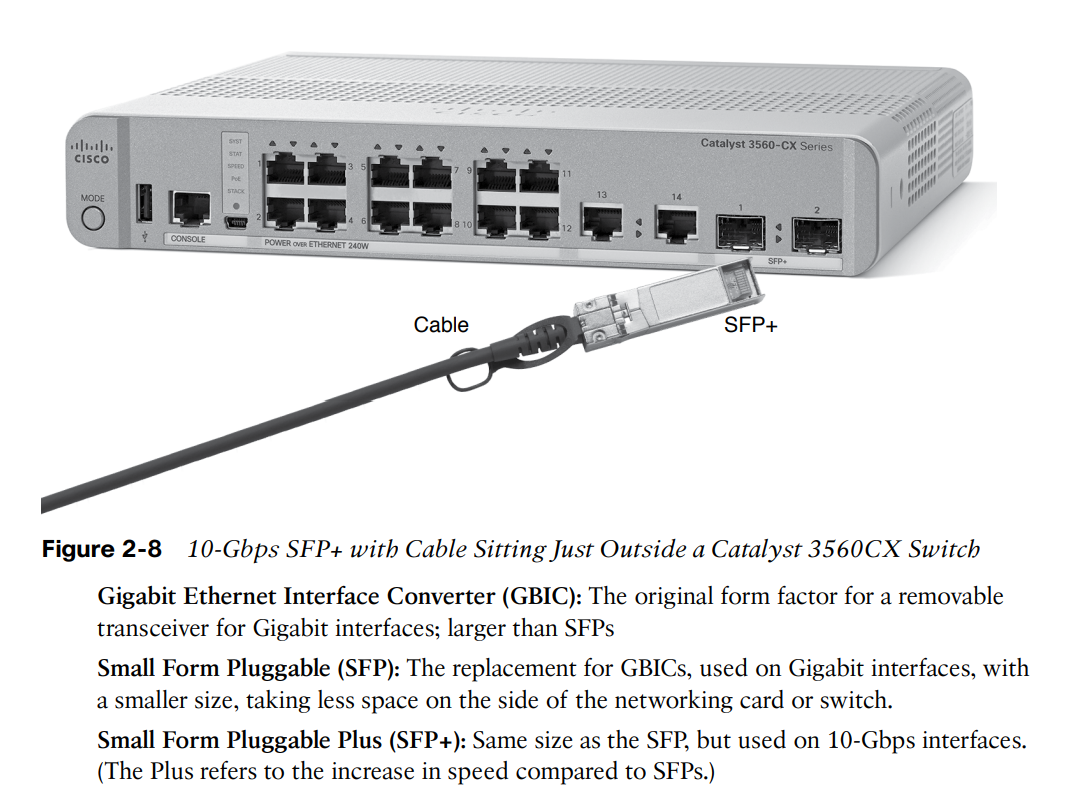 Catalyst 3560-CX Series
CISCO
SYST
STAT
SPEED
PoE
STACK
MODE
1
3
5
7
9
11
13
14
1
2
2
4
6
8
10
12
CONSOLE
POWER OVER ETHERNET 240W
SFP+
Cable
SFP+
Figure 2-8 10-Gbps SFP+ with Cable Sitting Just Outside a Catalyst 3560CX Switch
Gigabit Ethernet Interface Converter (GBIC): The original form factor for a removable
transceiver for Gigabit interfaces; larger than SFPs
Small Form Pluggable (SFP): The replacement for GBICs, used on Gigabit interfaces, with
a smaller size, taking less space on the side of the networking card or switch.
Small Form Pluggable Plus (SFP+): Same size as the SFP, but used on 10-Gbps interfaces.
(The Plus refers to the increase in speed compared to SFPs.)